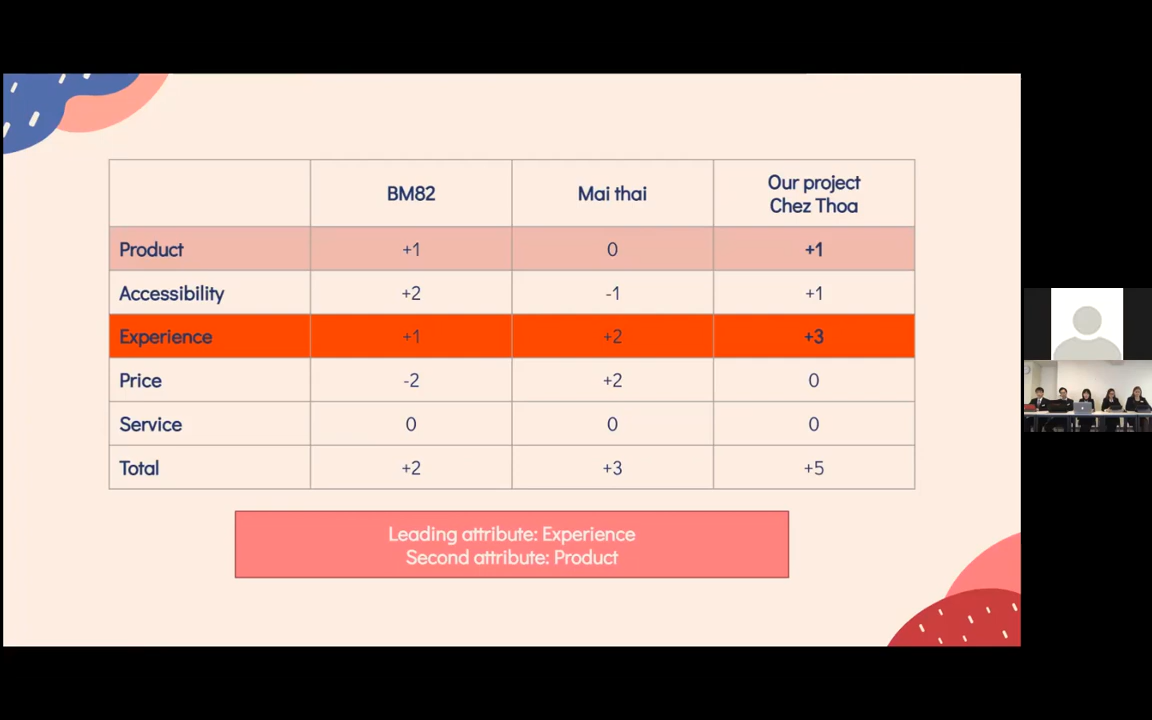 BM82 Mai thai Our project
Chez Thoa
Product +1 0 +1
Accessibility +2 -1 +1
Experience +1 +2 +3
Price -2 +2 0
Service 0 0 0
Total +2 +3 +5
Leading attribute: Experience
Second attribute: Product